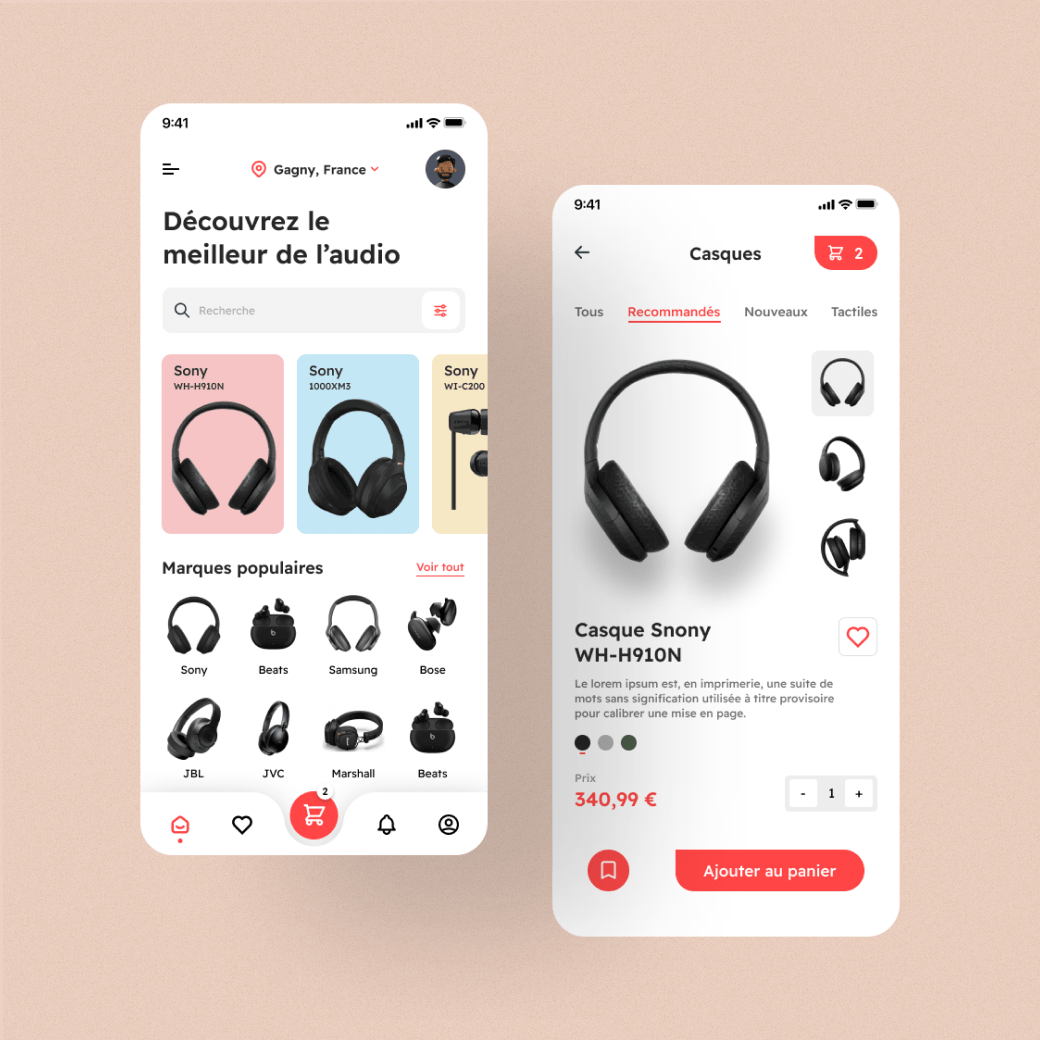 9:41
Gagny, France
Découvrez le
meilleur de l’audio
Recherche
Sony
WH-H910N
Sony
1000XM3
Sony
WI-C200
Marques populaires
Voir tout
Sony
Beats
Samsung
Bose
JBL
JVC
Marshall
Beats
2
9:41
Casques
2
Tous
Recommandés
Nouveaux
Tactiles
Casque Snony
WH-H910N
Le lorem ipsum est, en imprimerie, une suite de
mots sans signification utilisée à titre provisoire
pour calibrer une mise en page.
Prix
340,99 €
- 1 +
Ajouter au panier